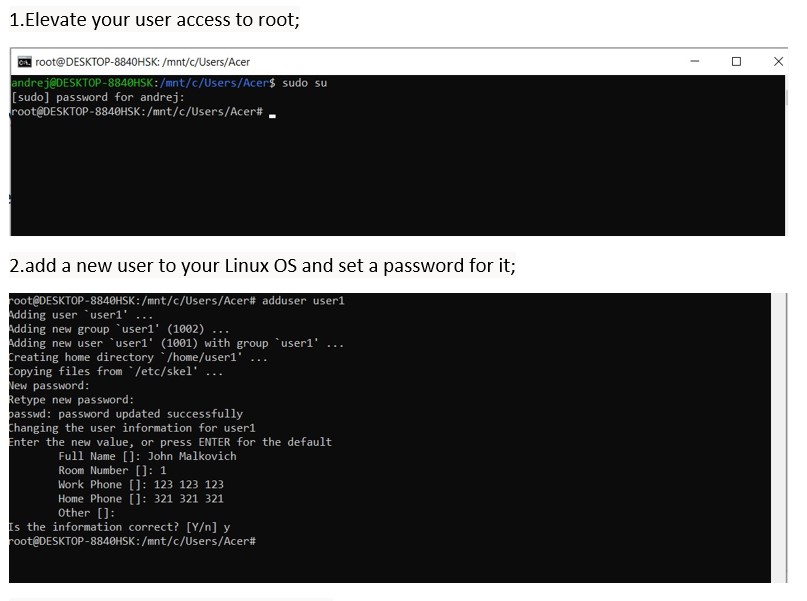 1.Elevate your user access to root;
root@DESKTOP-8840HSK: /mnt/c/Users/Acer
andrej@DESKTOP-8840HSK:/mnt/c/Users/Acer$ sudo su
[sudo] password for andrej:
root@DESKTOP-8840HSK:/mnt/c/Users/Acer#
2.add a new user to your Linux OS and set a password for it;
root@DESKTOP-8840HSK:/mnt/c/Users/Acer# adduser user1
Adding user `user1' ...
Adding new group `user1' (1002) ...
Adding new user `user1' (1001) with group `user1' ...
Creating home directory `/home/user1' ...
Copying files from `/etc/skel' ...
New password:
Retype new password:
passwd: password updated successfully
Changing the user information for user1
Enter the new value, or press ENTER for the default
Full Name []: John Malkovich
Room Number []: 1
Work Phone []: 123 123 123
Home Phone []: 321 321 321
Other []:
Is the information correct? [Y/n] y
root@DESKTOP-8840HSK:/mnt/c/Users/Acer#